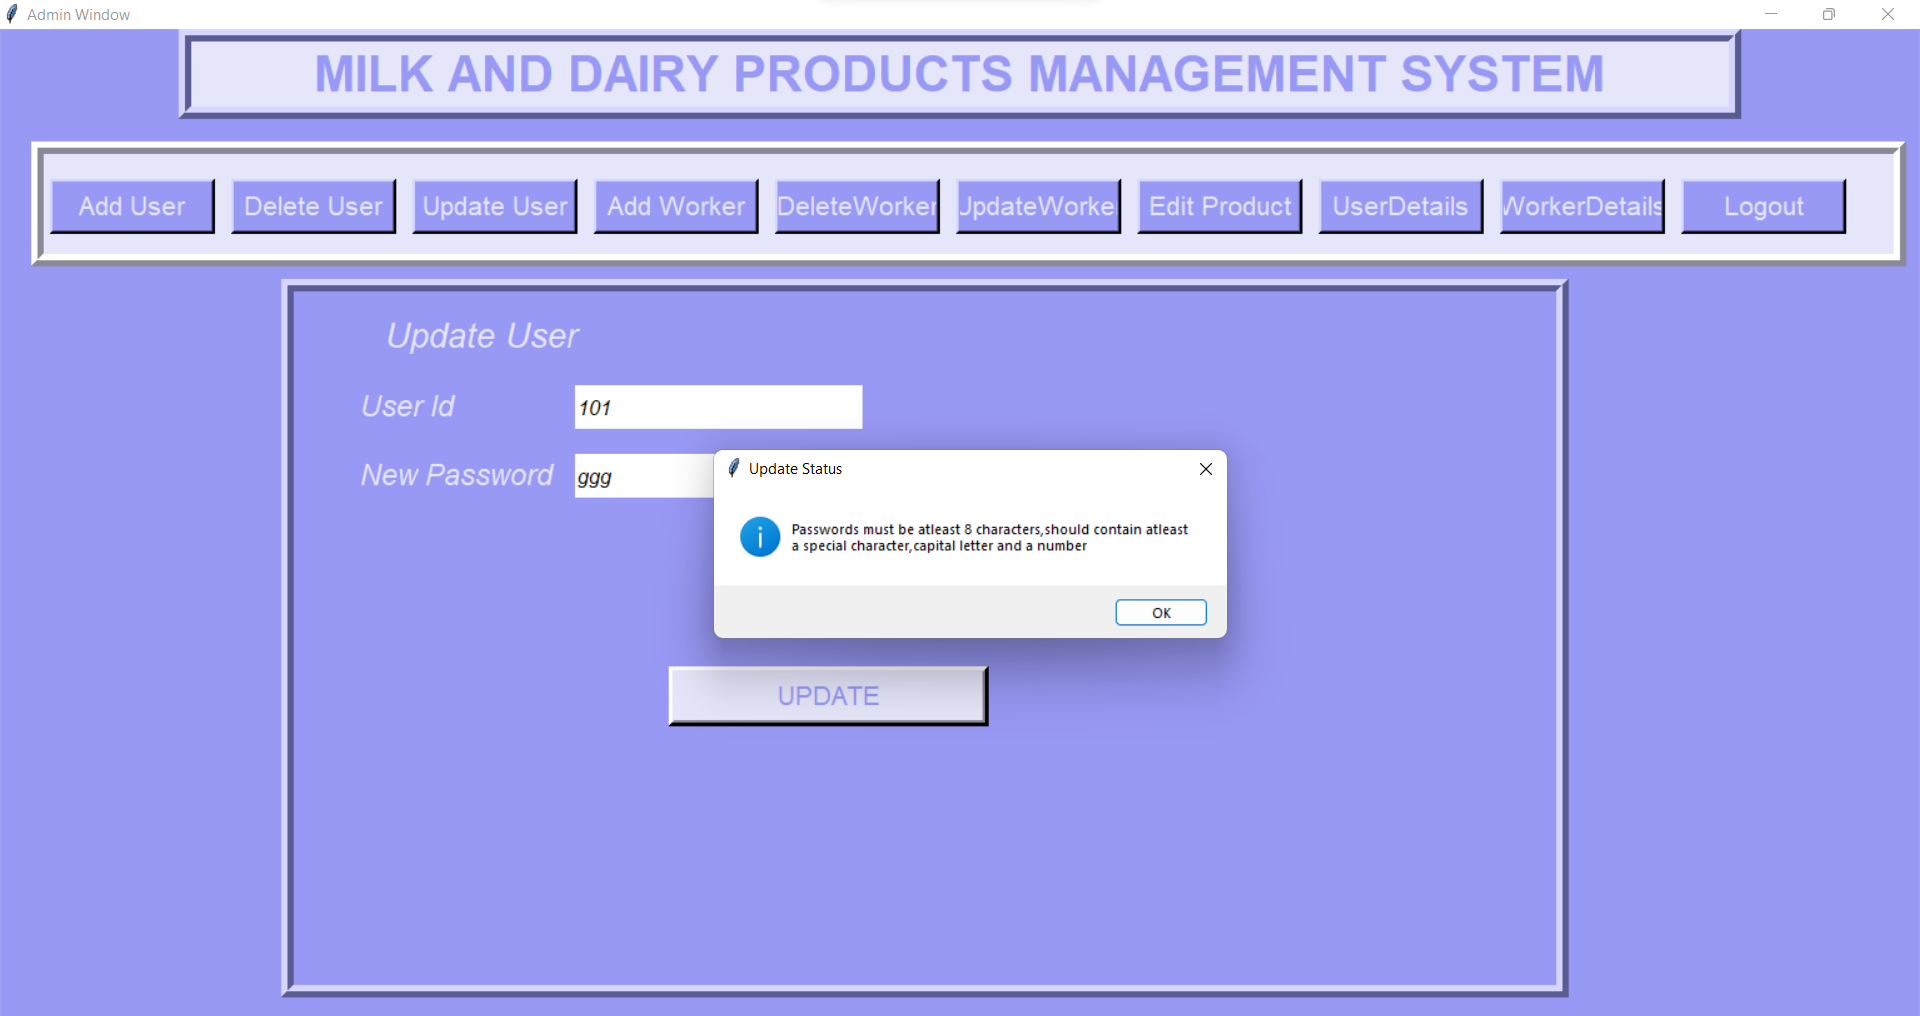 Admin Window
MILK AND DAIRY PRODUCTS MANAGEMENT SYSTEM
Add User Delete User Update User Add Worker DeleteWorker UpdateWorke Edit Product UserDetails WorkerDetails Logout
Update User
User Id 101
New Password ggg
Update Status
Passwords must be atleast 8 characters,should contain atleast
a special character,capital letter and a number
OK
UPDATE